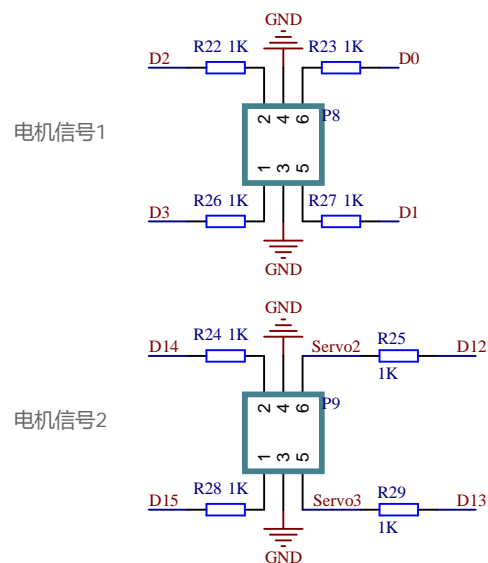 GND
R22 1K
R23 1K
D2
D0
2 4 6
P8
电机信号1
1 3 5
R26 1K
R27 1K
D3
D1
GND
GND
R24 1K
R25
D14
Servo2
D12
1K
2 4 6
P9
电机信号2
1 3 5
R28 1K
R29
D15
Servo3
D13
1K
GND